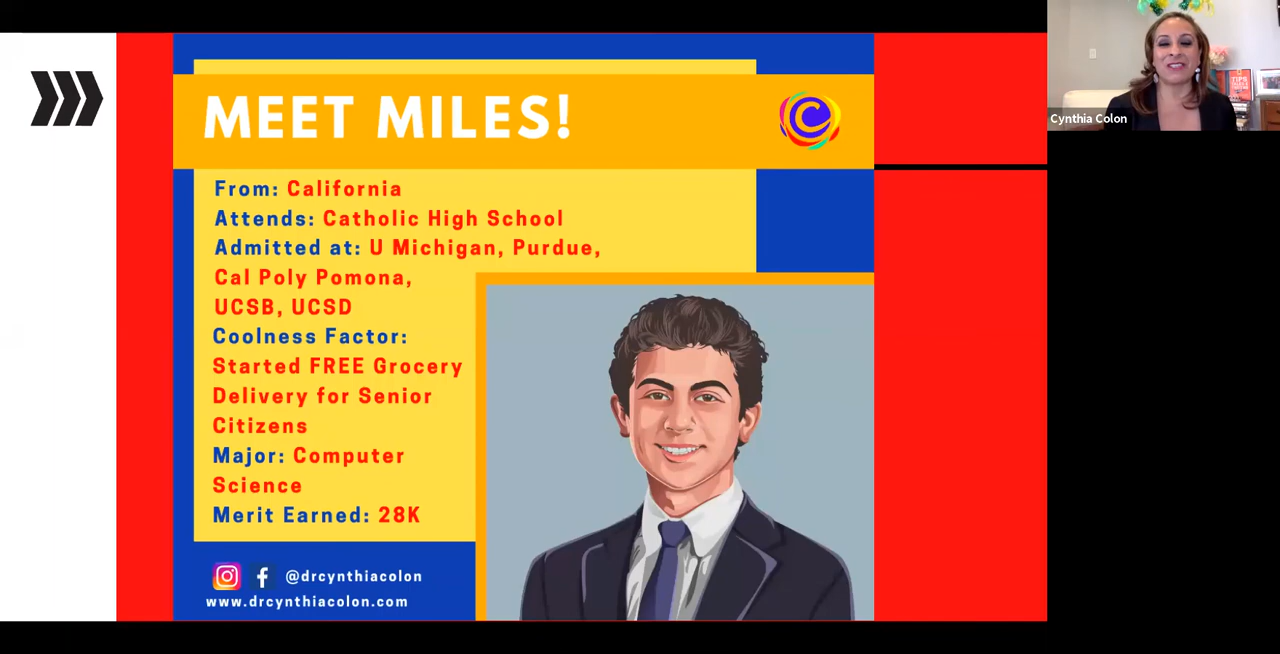 MEET MILES!
C
From: California
Attends: Catholic High School
Admitted at: U Michigan, Purdue,
Cal Poly Pomona,
UCSB, UCSD
Coolness Factor:
Started FREE Grocery
Delivery for Senior
Citizens
Major: Computer
Science
Merit Earned: 28K
@drcynthiacolon
www.drcynthiacolon.com
TIPS
Cynthia Colon